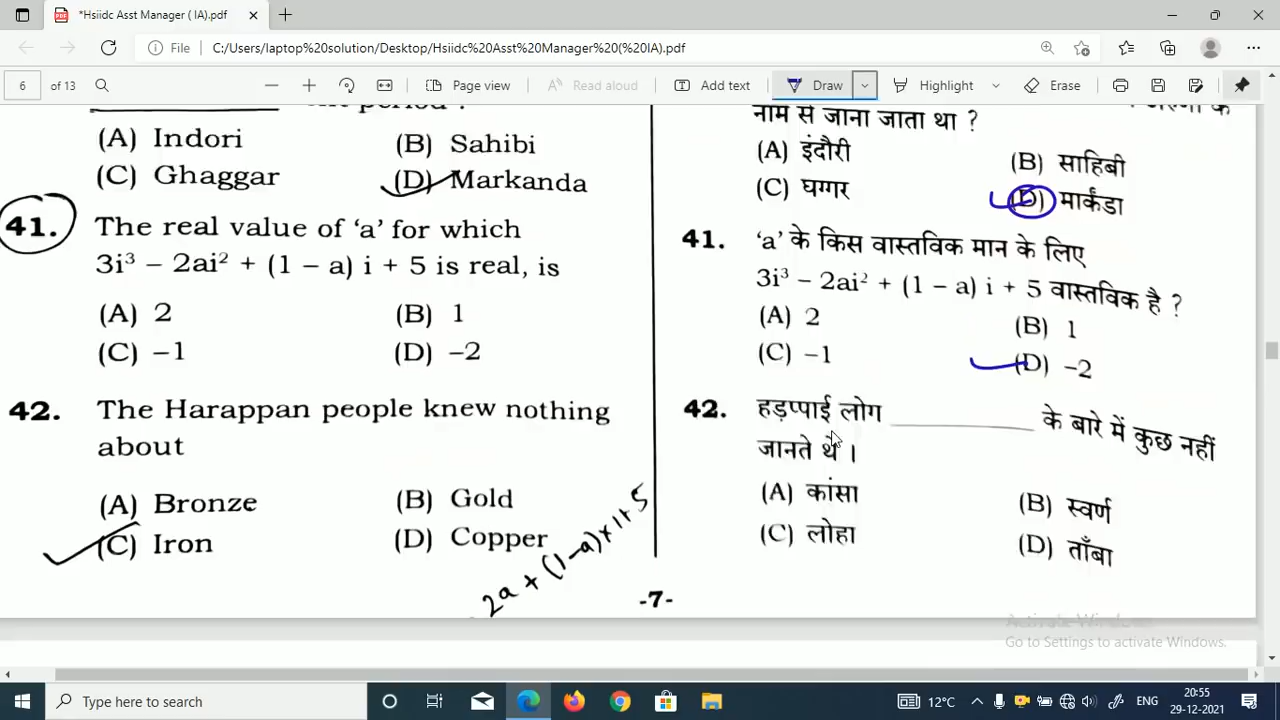 *Hsiidc Asst Manager ( IA).pdf
File
C:/Users/laptop%20solution/Desktop/Hsiidc%20Asst%20Manager%20(%20IA).pdf
6 of 13
Page view
Read aloud
Add text
Draw
Highlight
Erase
(A) Indori
(B) Sahibi
(C) Ghaggar
(D) Markanda
41. The real value of ‘a’ for which
3i³ – 2ai² + (1 – a) i + 5 is real, is
(A) 2
(B) 1
(C) –1
(D) –2
42. The Harappan people knew nothing
about
(A) Bronze
(B) Gold
(C) Iron
(D) Copper
2a + (1-a)×1+5
नाम से जाना जाता था ?
(A) इंदौरी
(B) साहिबी
(C) घग्गर
(D) मार्कंडा
41. ‘a’ के किस वास्तविक मान के लिए
3i³ – 2ai² + (1 – a) i + 5 वास्तविक है ?
(A) 2
(B) 1
(C) –1
(D) –2
42. हड़प्पाई लोग ____________ के बारे में कुछ नहीं
जानते थे ।
(A) कांसा
(B) स्वर्ण
(C) लोहा
(D) ताँबा
-7-
Activate Windows
Go to Settings to activate Windows.
Type here to search
12°C
ENG
20:55
29-12-2021